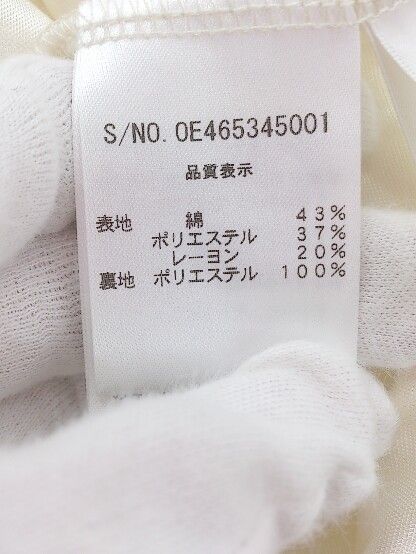 S/NO. OE465345001
品質表示
表地 綿 43%
ポリエステル 37%
レーヨン 20%
裏地 ポリエステル 100%